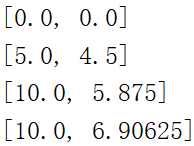 [0.0, 0.0]
[5.0, 4.5]
[10.0, 5.875]
[10.0, 6.90625]